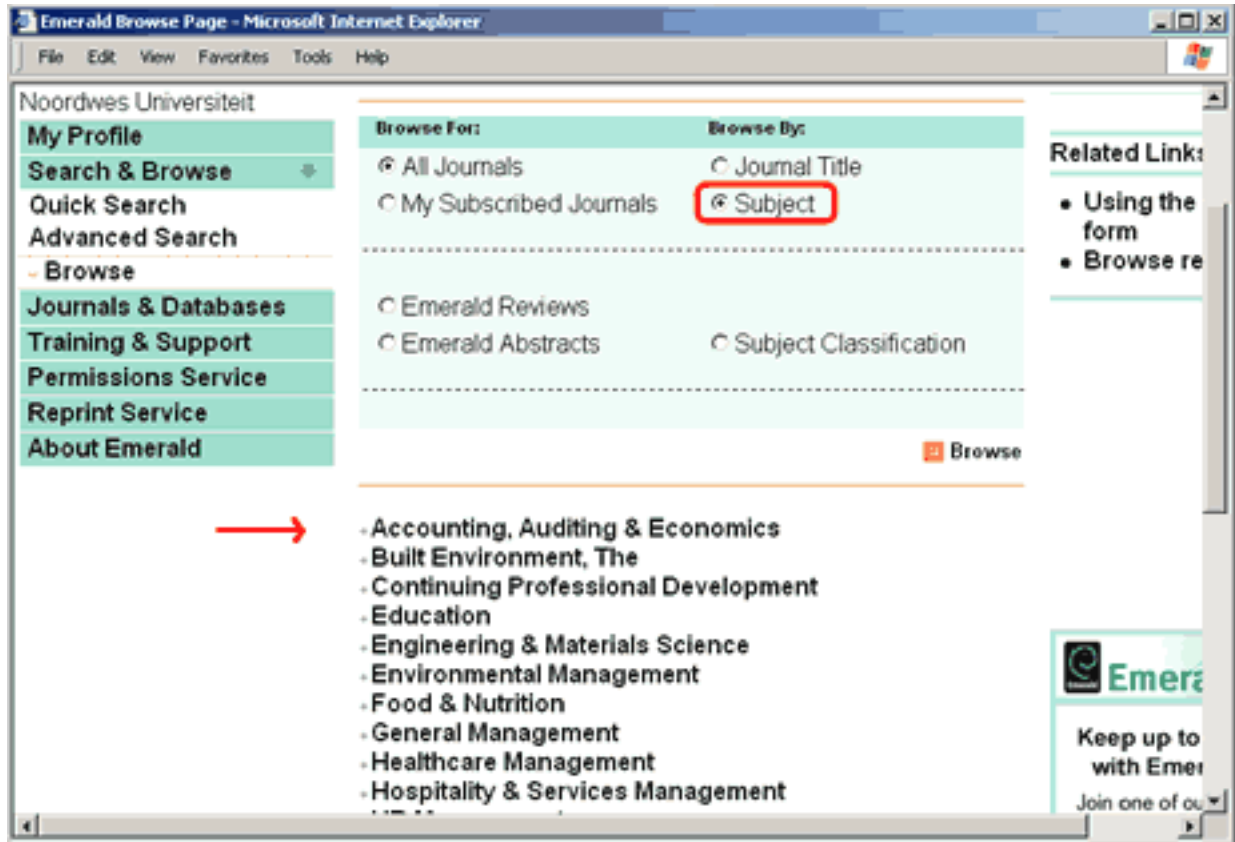 Emerald Browse Page - Microsoft Internet Explorer
File Edit View Favorites Tools Help
Noordwes Universiteit
My Profile
Search & Browse
Quick Search
Advanced Search
Browse
Journals & Databases
Training & Support
Permissions Service
Reprint Service
About Emerald
Browse For: Browse By:
All Journals Journal Title
My Subscribed Journals Subject
Emerald Reviews
Emerald Abstracts Subject Classification
Browse
Accounting, Auditing & Economics
Built Environment, The
Continuing Professional Development
Education
Engineering & Materials Science
Environmental Management
Food & Nutrition
General Management
Healthcare Management
Hospitality & Services Management
Related Links
Using the
form
Browse re
Emera
Keep up to
with Emer
Join one of ou